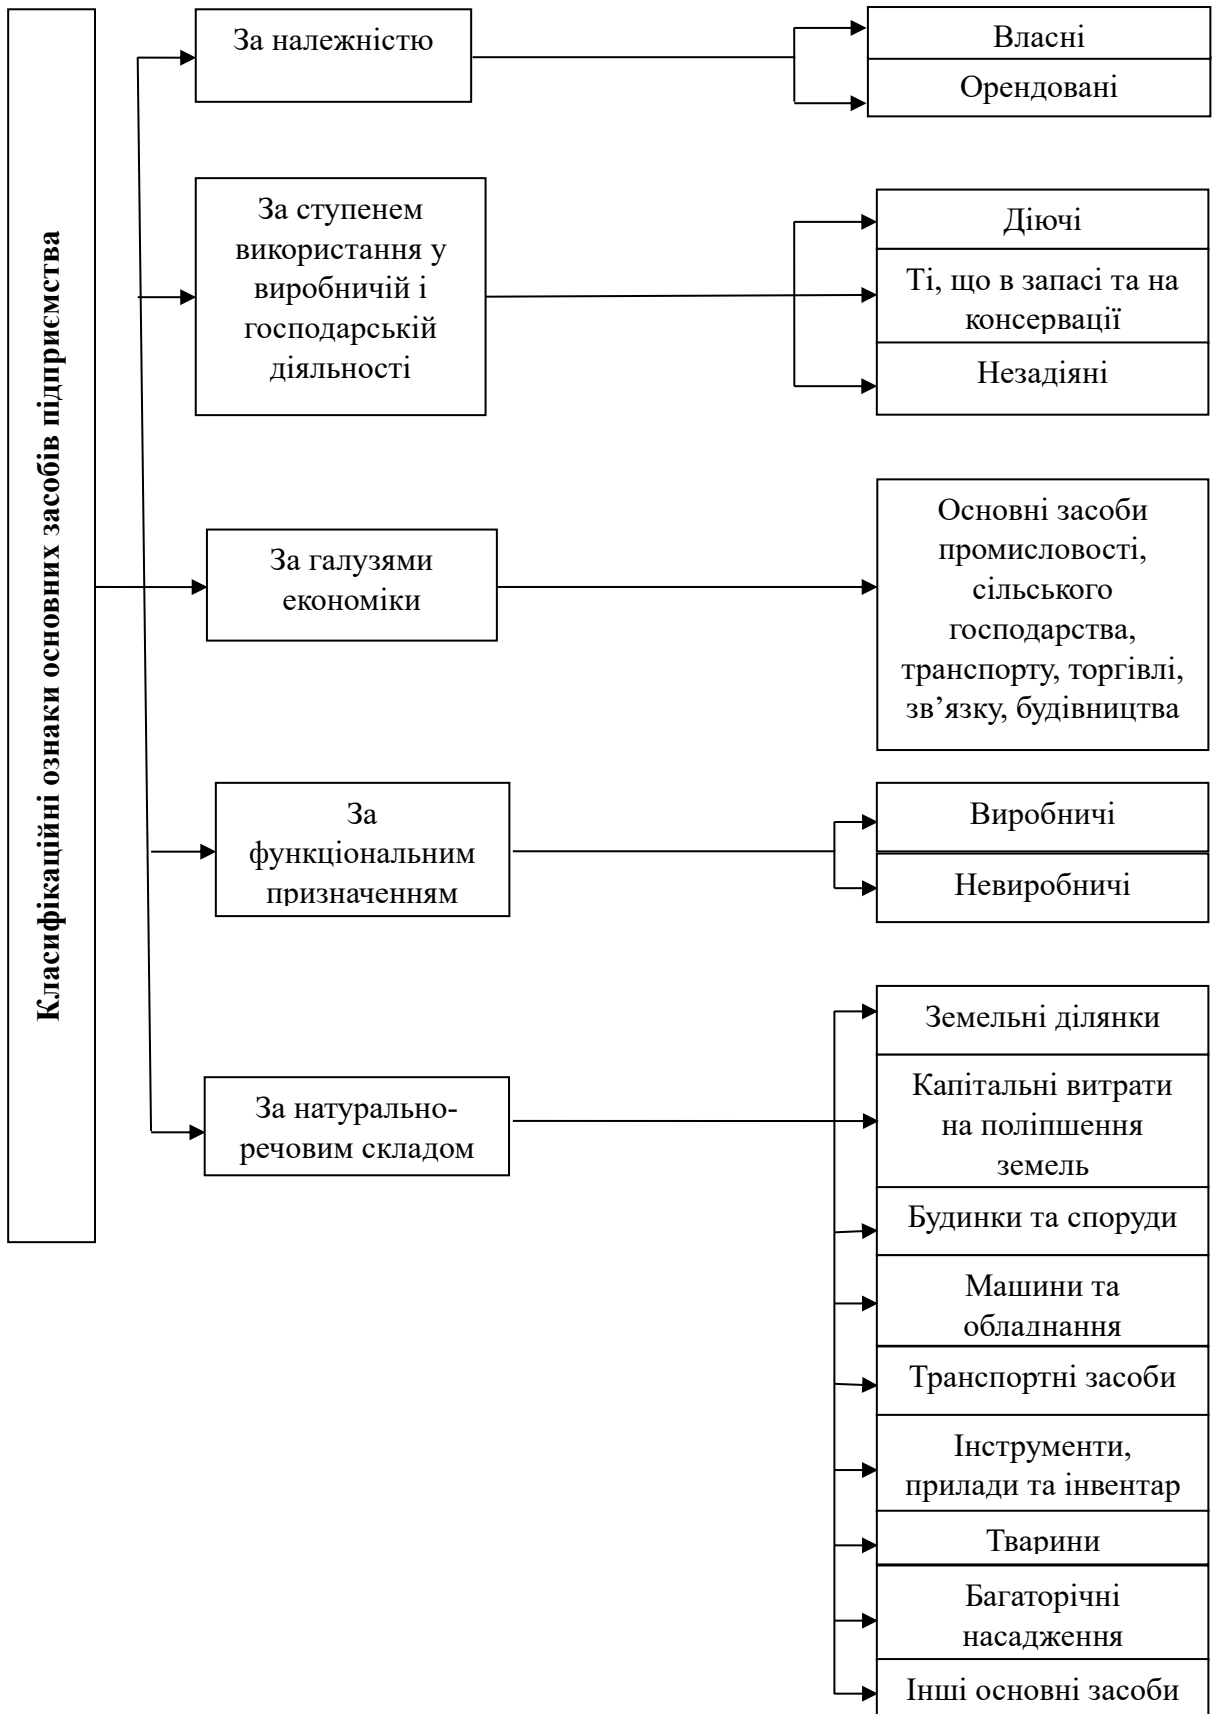 Класифікаційні ознаки основних засобів підприємства
За належністю
Власні
Орендовані
За ступенем
використання у
виробничій і
господарській
діяльності
Діючі
Ті, що в запасі та на
консервації
Незадіяні
За галузями
економіки
Основні засоби
промисловості,
сільського
господарства,
транспорту, торгівлі,
зв’язку, будівництва
За
функціональним
призначенням
Виробничі
Невиробничі
За натурально-
речовим складом
Земельні ділянки
Капітальні витрати
на поліпшення
земель
Будинки та споруди
Машини та
обладнання
Транспортні засоби
Інструменти,
прилади та інвентар
Тварини
Багаторічні
насадження
Інші основні засоби